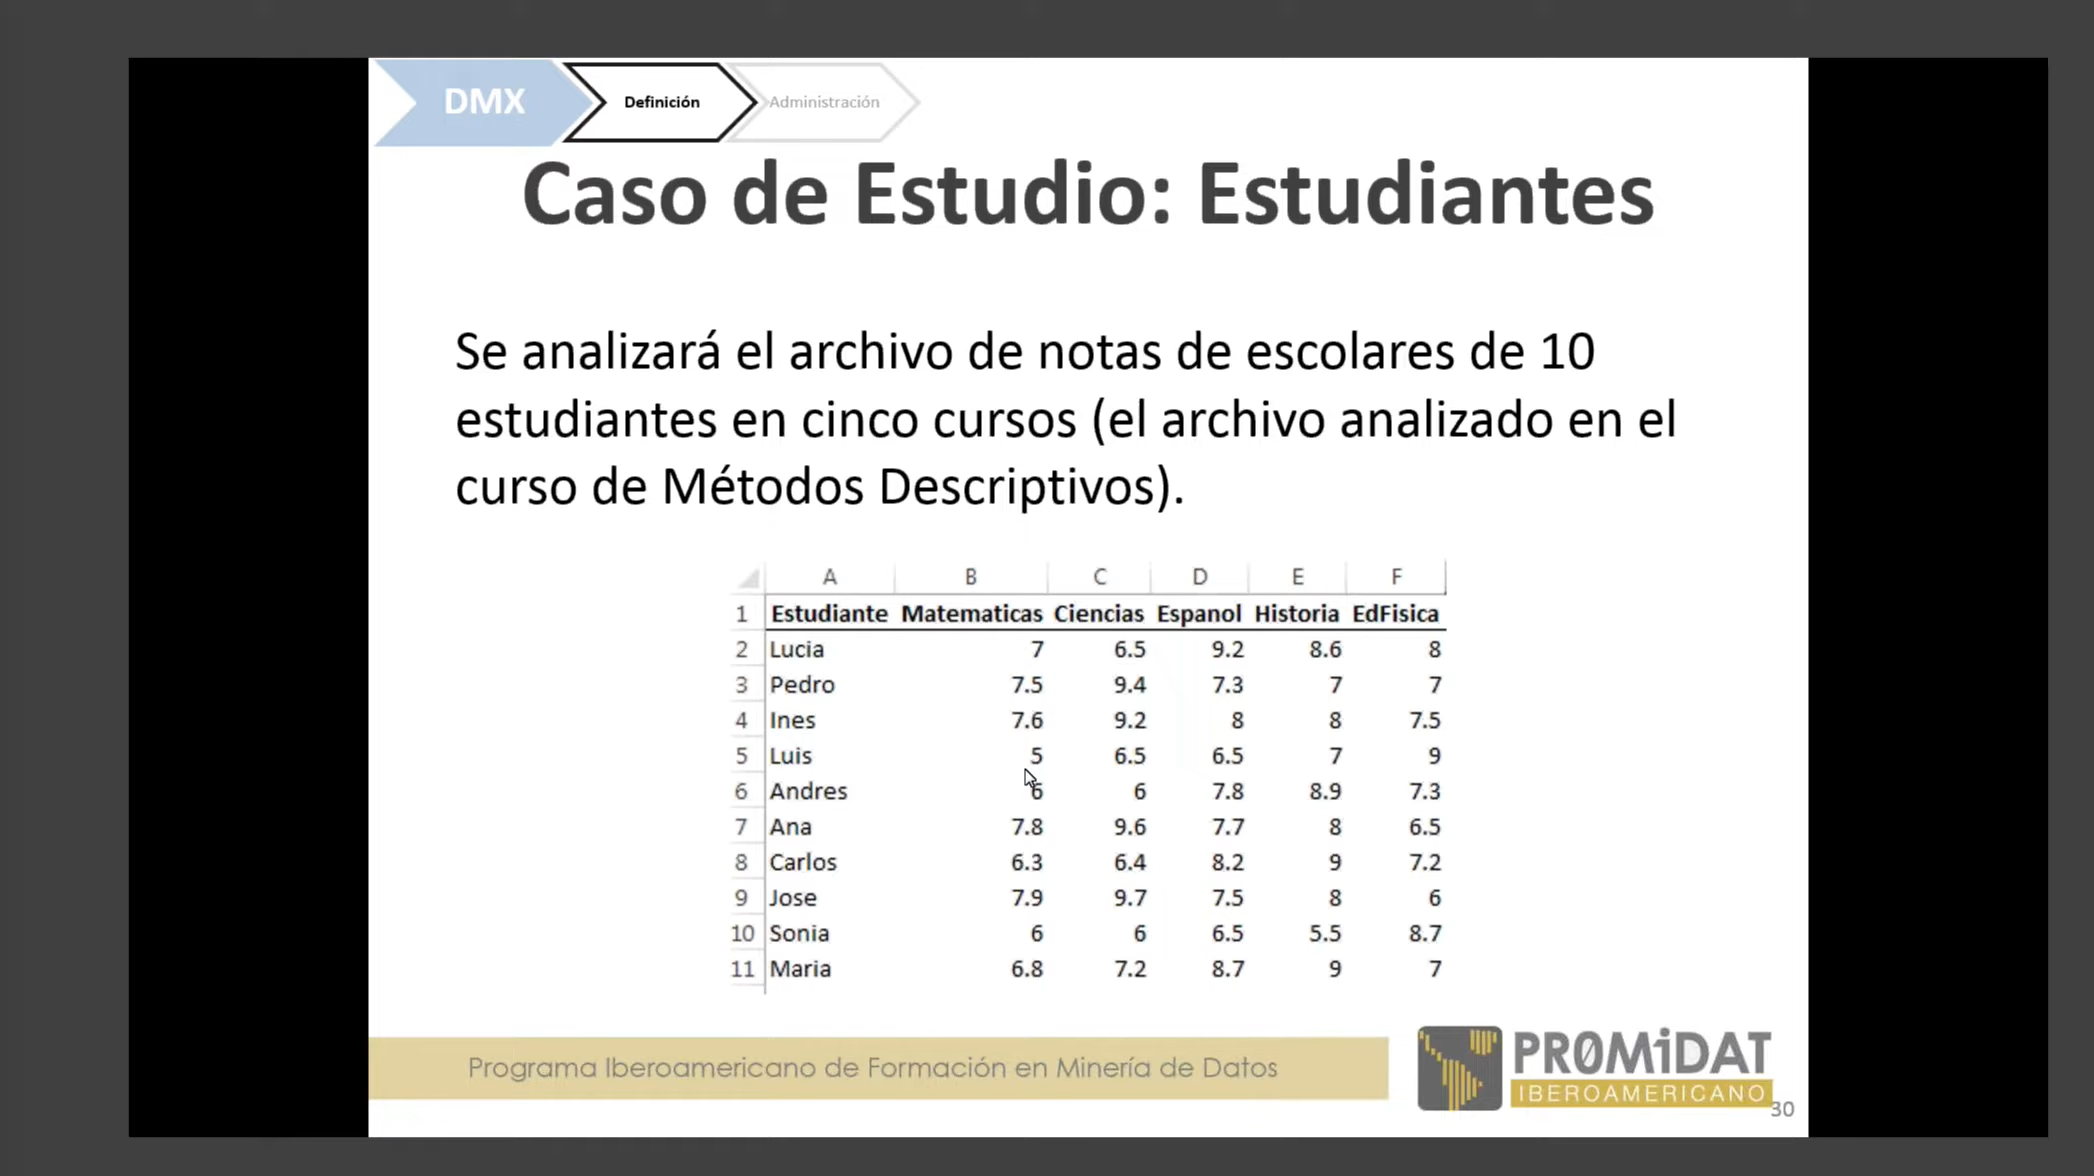 DMX Definición Administración
Caso de Estudio: Estudiantes
Se analizará el archivo de notas de escolares de 10
estudiantes en cinco cursos (el archivo analizado en el
curso de Métodos Descriptivos).
A B C D E F
1 Estudiante Matematicas Ciencias Espanol Historia EdFisica
2 Lucia 7 6.5 9.2 8.6 8
3 Pedro 7.5 9.4 7.3 7 7
4 Ines 7.6 9.2 8 8 7.5
5 Luis 5 6.5 6.5 7 9
6 Andres 6 6 7.8 8.9 7.3
7 Ana 7.8 9.6 7.7 8 6.5
8 Carlos 6.3 6.4 8.2 9 7.2
9 Jose 7.9 9.7 7.5 8 6
10 Sonia 6 6 6.5 5.5 8.7
11 Maria 6.8 7.2 8.7 9 7
Programa Iberoamericano de Formación en Minería de Datos
PR0MiDAT
IBEROAMERICANO
30